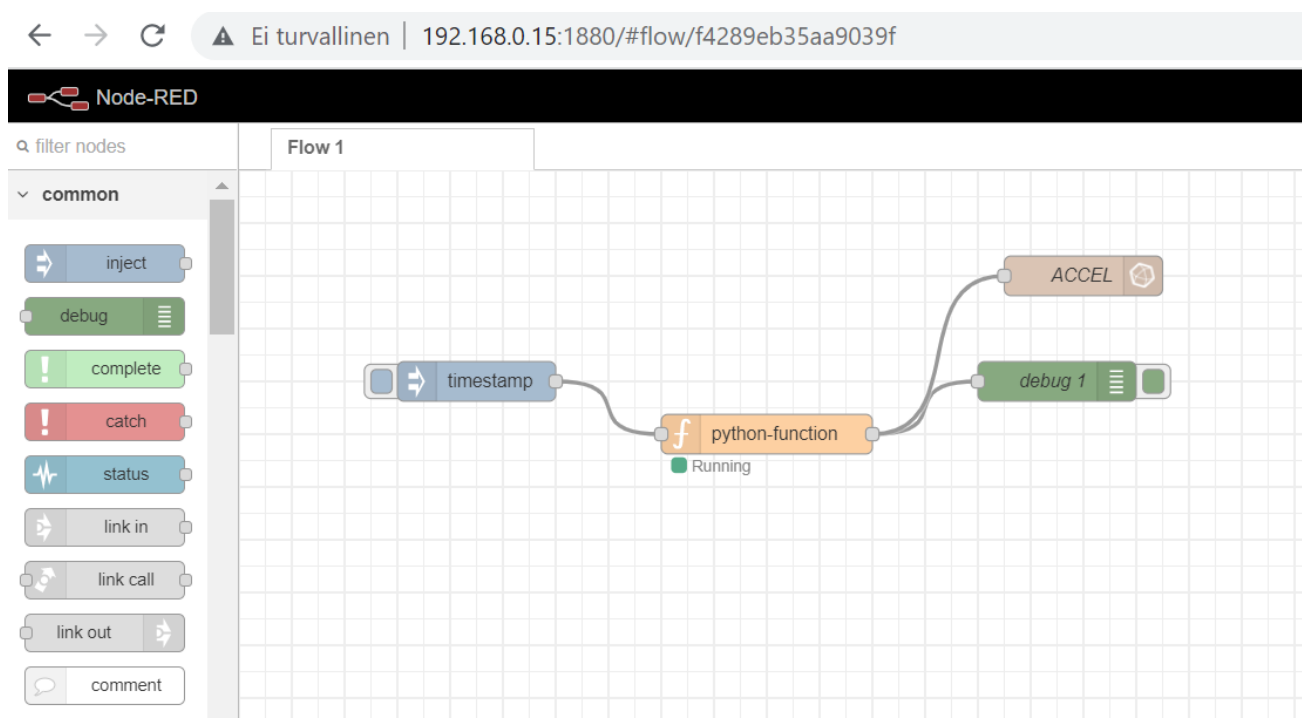 Ei turvallinen | 192.168.0.15:1880/#flow/f4289eb35aa9039f
Node-RED
filter nodes
Flow 1
common
inject
debug
complete
catch
status
link in
link call
link out
comment
timestamp
python-function
Running
ACCEL
debug 1